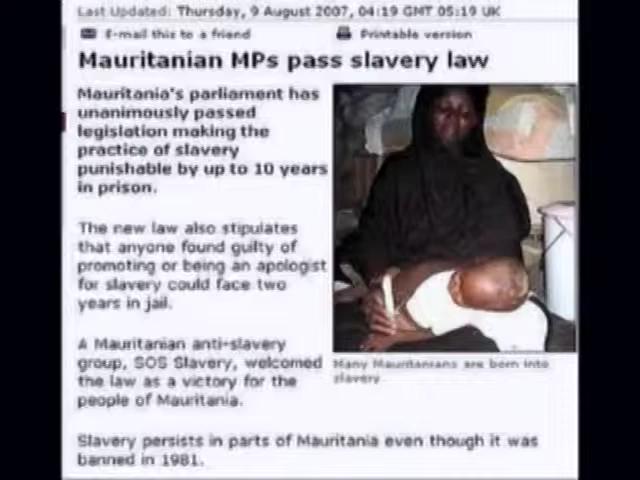 Last Updated: Thursday, 9 August 2007, 04:19 GMT 05:19 UK
E-mail this to a friend
Printable version
Mauritanian MPs pass slavery law
Mauritania's parliament has
unanimously passed
legislation making the
practice of slavery
punishable by up to 10 years
in prison.
The new law also stipulates
that anyone found guilty of
promoting or being an apologist
for slavery could face two
years in jail.
A Mauritanian anti-slavery
group, SOS Slavery, welcomed
the law as a victory for the
people of Mauritania.
Many Mauritanians are born into
slavery
Slavery persists in parts of Mauritania even though it was
banned in 1981.